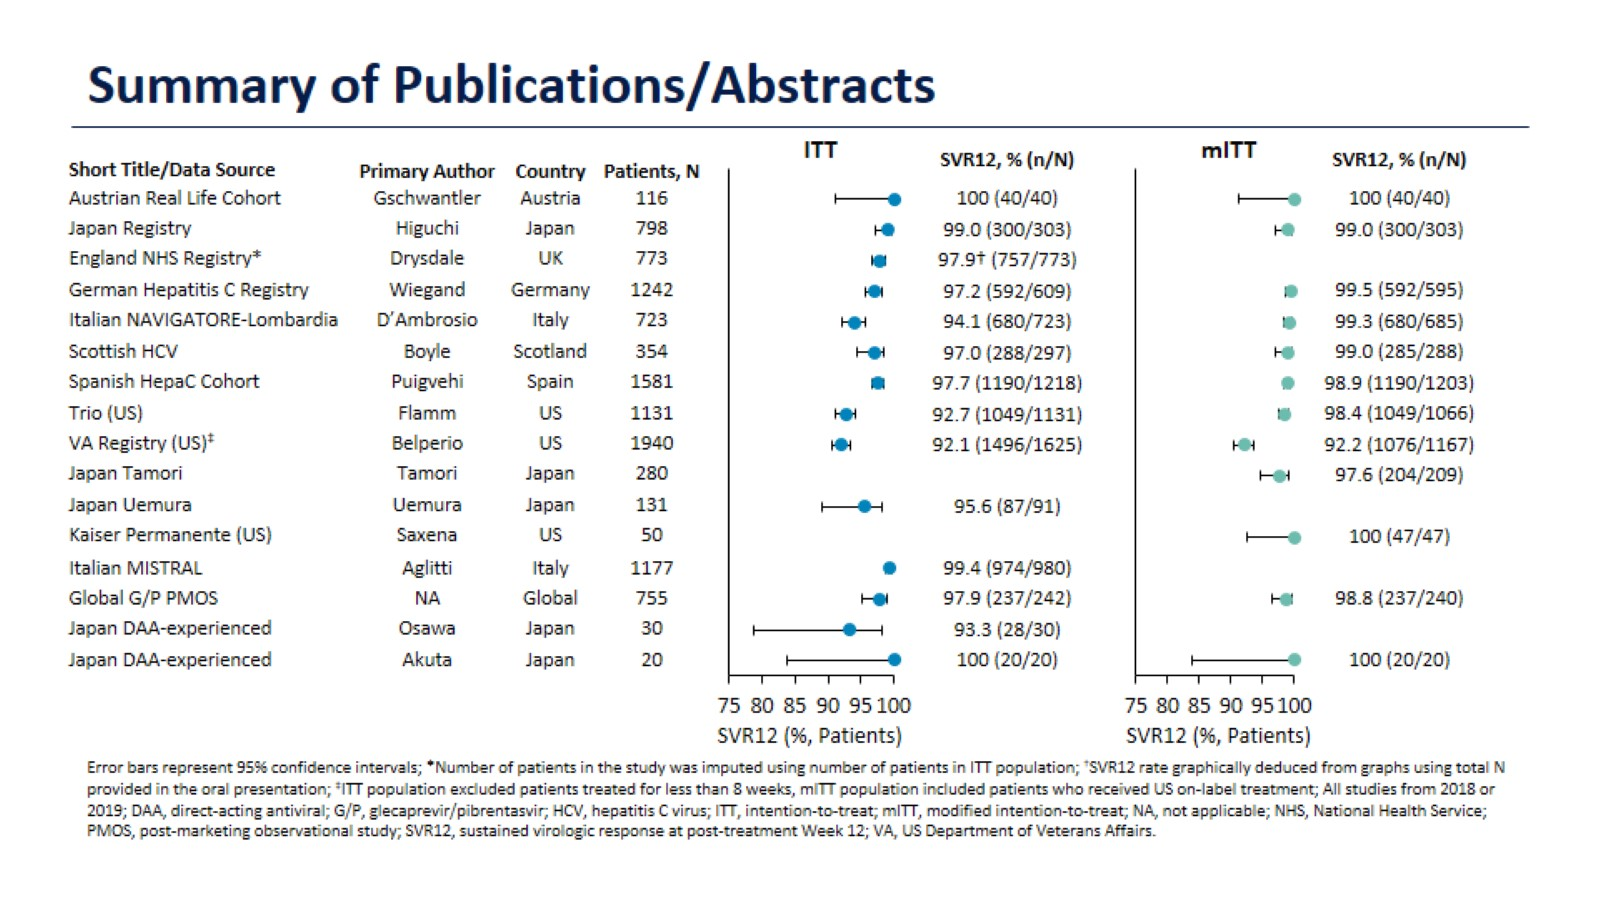 Summary of Publications/Abstracts
ITT mITT
Short Title/Data Source Primary Author Country Patients, N SVR12, % (n/N) SVR12, % (n/N)
Austrian Real Life Cohort Gschwantler Austria 116 100 (40/40) 100 (40/40)
Japan Registry Higuchi Japan 798 99.0 (300/303) 99.0 (300/303)
England NHS Registry* Drysdale UK 773 97.9† (757/773)
German Hepatitis C Registry Wiegand Germany 1242 97.2 (592/609) 99.5 (592/595)
Italian NAVIGATORE-Lombardia D’Ambrosio Italy 723 94.1 (680/723) 99.3 (680/685)
Scottish HCV Boyle Scotland 354 97.0 (288/297) 99.0 (285/288)
Spanish HepaC Cohort Puigvehi Spain 1581 97.7 (1190/1218) 98.9 (1190/1203)
Trio (US) Flamm US 1131 92.7 (1049/1131) 98.4 (1049/1066)
VA Registry (US)‡ Belperio US 1940 92.1 (1496/1625) 92.2 (1076/1167)
Japan Tamori Tamori Japan 280 97.6 (204/209)
Japan Uemura Uemura Japan 131 95.6 (87/91)
Kaiser Permanente (US) Saxena US 50 100 (47/47)
Italian MISTRAL Aglitti Italy 1177 99.4 (974/980)
Global G/P PMOS NA Global 755 97.9 (237/242) 98.8 (237/240)
Japan DAA-experienced Osawa Japan 30 93.3 (28/30)
Japan DAA-experienced Akuta Japan 20 100 (20/20) 100 (20/20)
75 80 85 90 95 100 75 80 85 90 95 100
SVR12 (%, Patients) SVR12 (%, Patients)
Error bars represent 95% confidence intervals; *Number of patients in the study was imputed using number of patients in ITT population; †SVR12 rate graphically deduced from graphs using total N
provided in the oral presentation; ‡ITT population excluded patients treated for less than 8 weeks, mITT population included patients who received US on-label treatment; All studies from 2018 or
2019; DAA, direct-acting antiviral; G/P, glecaprevir/pibrentasvir; HCV, hepatitis C virus; ITT, intention-to-treat; mITT, modified intention-to-treat; NA, not applicable; NHS, National Health Service;
PMOS, post-marketing observational study; SVR12, sustained virologic response at post-treatment Week 12; VA, US Department of Veterans Affairs.